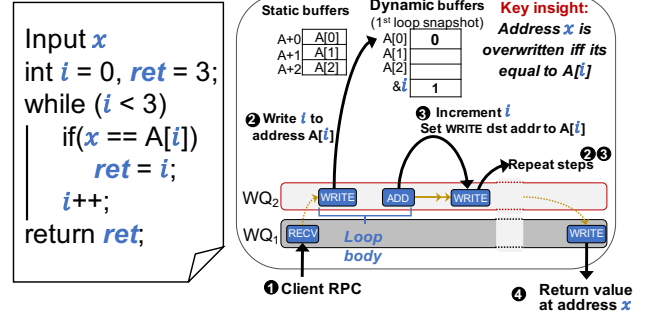 Input x
int i = 0, ret = 3;
while (i < 3)
if(x == A[i])
ret = i;
i++;
return ret;
Static buffers
A+0 A[0]
A+1 A[1]
A+2 A[2]
Dynamic buffers
(1st loop snapshot)
A[0] 0
A[1]
A[2]
&i 1
Key insight:
Address x is
overwritten iff its
equal to A[i]
❷ Write i to
address A[i]
❸ Increment i
Set WRITE dst addr to A[i]
❷❸
Repeat steps
WQ2 WRITE ADD WRITE
WQ1 RECV Loop
body
WRITE
❶ Client RPC
❹ Return value
at address x